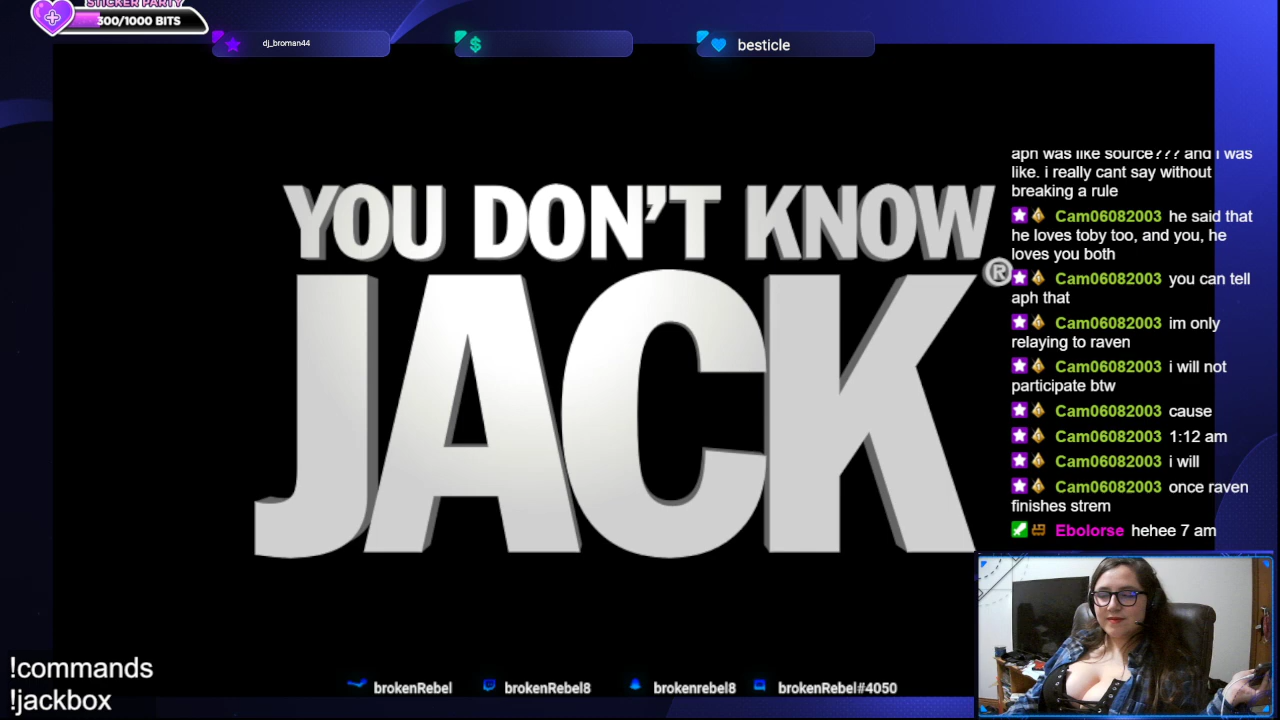 STICKER PARTY
300/1000 BITS
dj_broman44
$
besticle
YOU DON'T KNOW
JACK®
aph was like source??? and i was
like. i really cant say without
breaking a rule
Cam06082003 he said that
he loves toby too, and you, he
loves you both
Cam06082003 you can tell
aph that
Cam06082003 im only
relaying to raven
Cam06082003 i will not
participate btw
Cam06082003 cause
Cam06082003 1:12 am
Cam06082003 i will
Cam06082003 once raven
finishes strem
Ebolorse hehee 7 am
!commands
!jackbox
brokenRebel
brokenRebel8
brokenrebel8
brokenRebel#4050